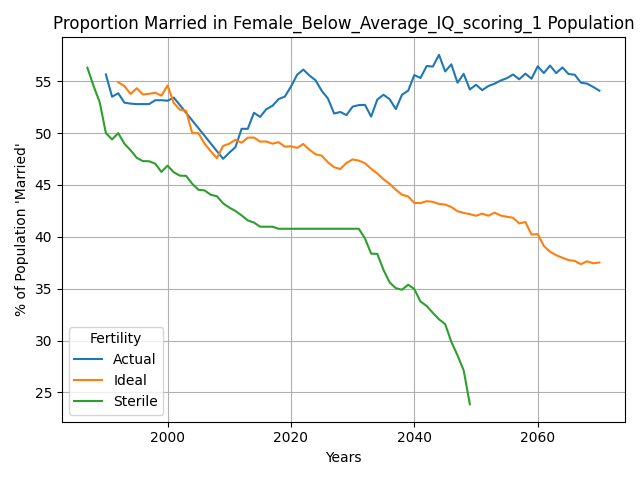 Proportion Married in Female_Below_Average_IQ_scoring_1 Population
% of Population 'Married'
55
50
45
40
35
30
25
Fertility
Actual
Ideal
Sterile
2000 2020 2040 2060
Years